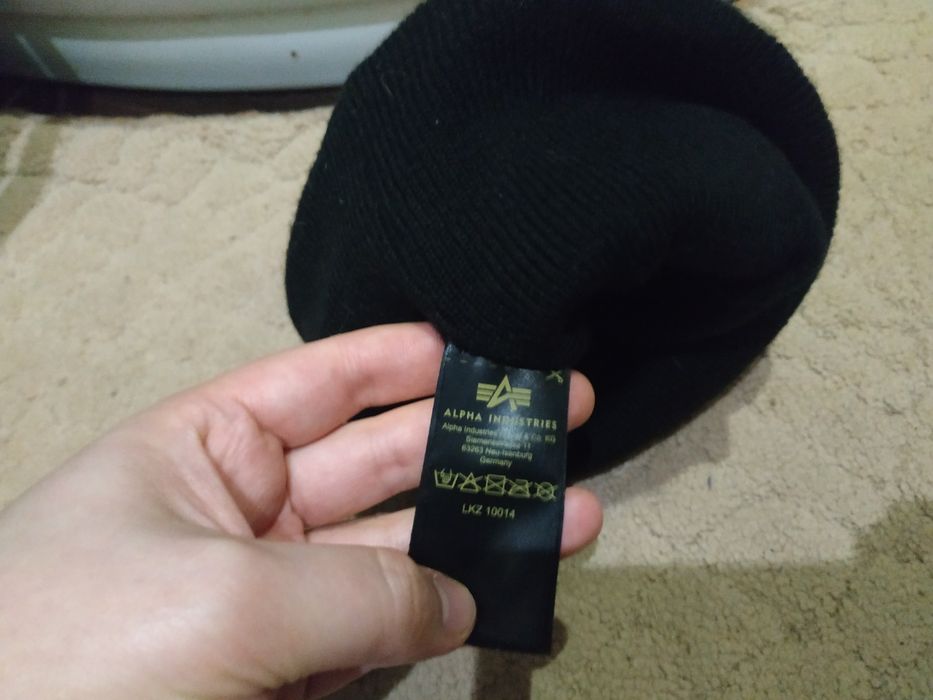 ALPHA INDUSTRIES
Alpha Industries & Co. KG
Siemensstrasse 11
63263 Neu-Isenburg
Germany
LKZ 10014